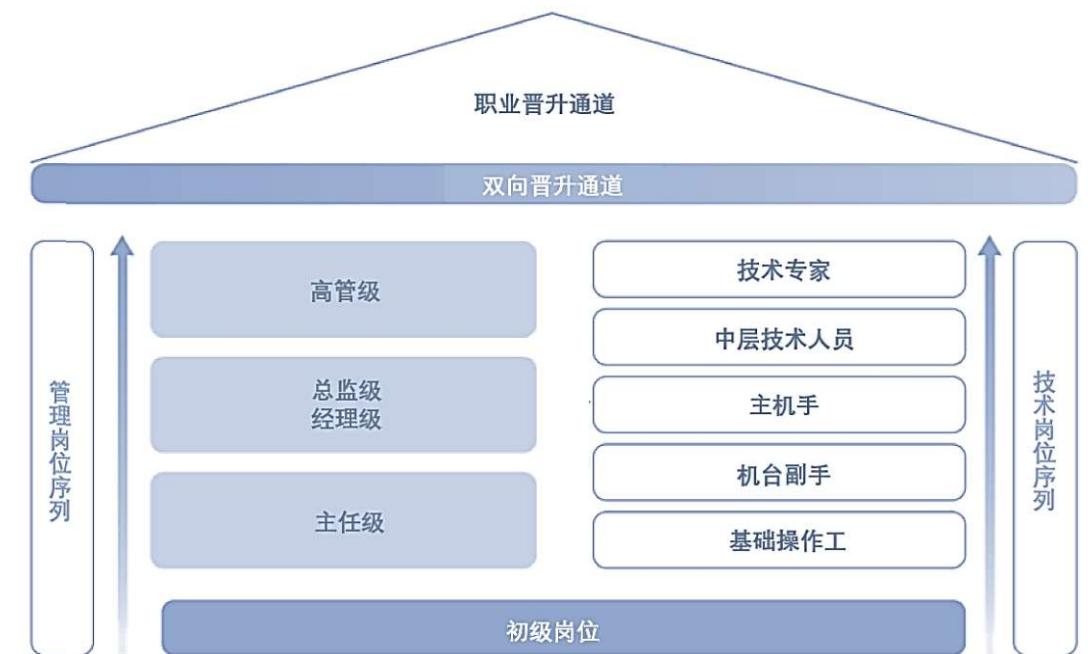 职业晋升通道
双向晋升通道
管理岗位序列
高管级
总监级
经理级
主任级
技术专家
中层技术人员
主机手
机台副手
基础操作工
技术岗位序列
初级岗位